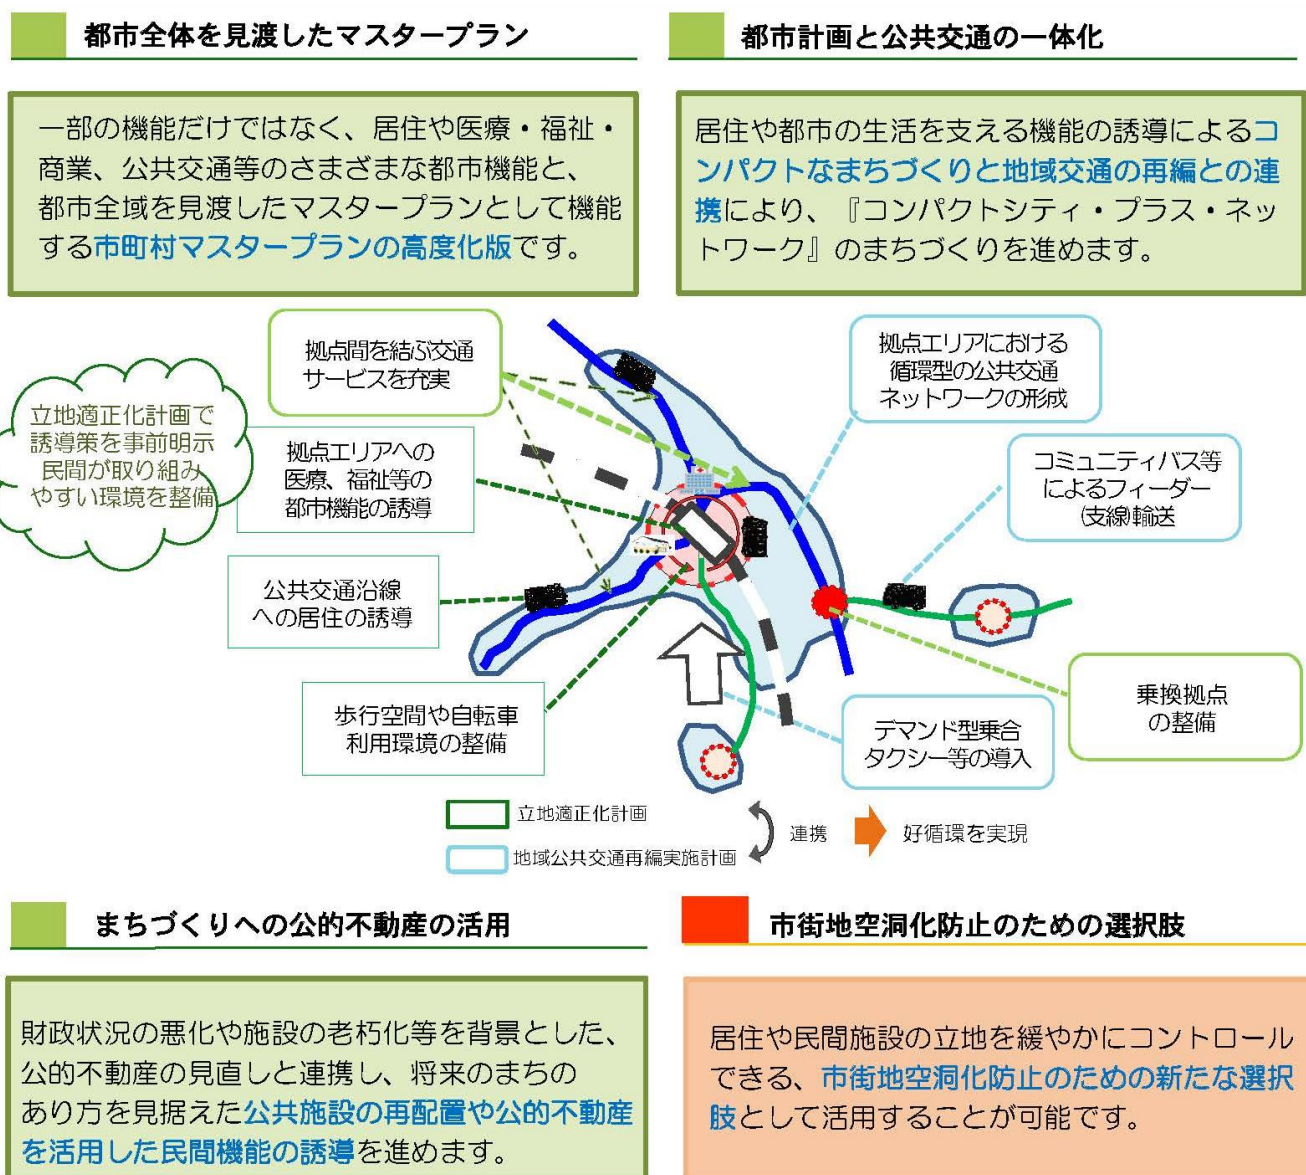 都市全体を見渡したマスタープラン
一部の機能だけではなく、居住や医療・福祉・
商業、公共交通等のさまざまな都市機能と、
都市全域を見渡したマスタープランとして機能
する市町村マスタープランの高度化版です。
都市計画と公共交通の一体化
居住や都市の生活を支える機能の誘導によるコ
ンパクトなまちづくりと地域交通の再編との連
携により、『コンパクトシティ・プラス・ネッ
トワーク』のまちづくりを進めます。
立地適正化計画で
誘導策を事前明示
民間が取り組み
やすい環境を整備
拠点間を結ぶ交通
サービスを充実
拠点エリアへの
医療、福祉等の
都市機能の誘導
公共交通沿線
への居住の誘導
歩行空間や自転車
利用環境の整備
拠点エリアにおける
循環型の公共交通
ネットワークの形成
コミュニティバス等
によるフィーダー
(支線)輸送
乗換拠点
の整備
デマンド型乗合
タクシー等の導入
立地適正化計画
地域公共交通再編実施計画
連携
好循環を実現
まちづくりへの公的不動産の活用
財政状況の悪化や施設の老朽化等を背景とした、
公的不動産の見直しと連携し、将来のまちの
あり方を見据えた公共施設の再配置や公的不動産
を活用した民間機能の誘導を進めます。
市街地空洞化防止のための選択肢
居住や民間施設の立地を緩やかにコントロール
できる、市街地空洞化防止のための新たな選択
肢として活用することが可能です。